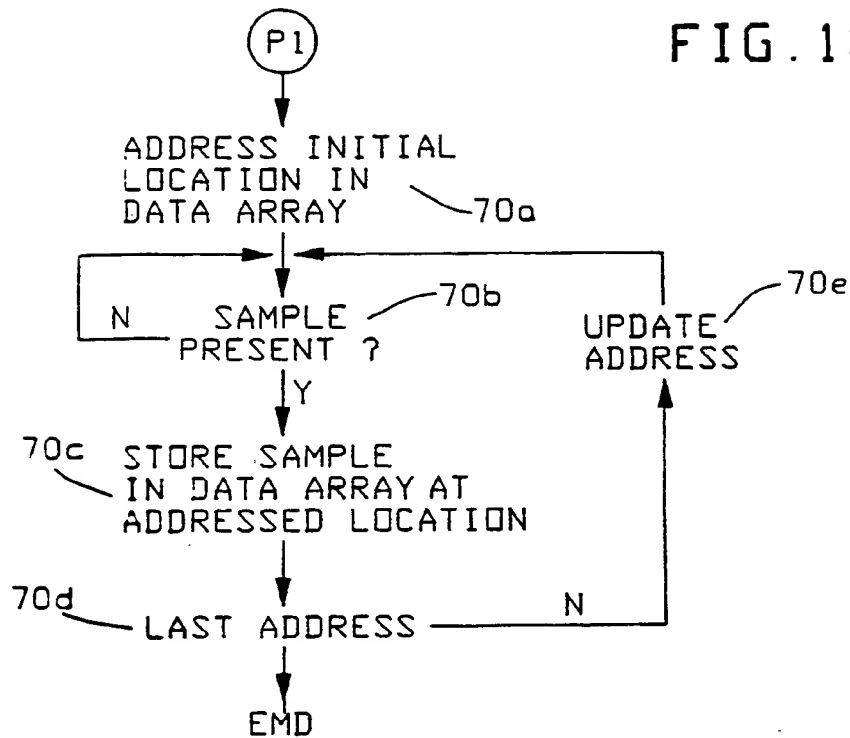 P1
FIG.1
ADDRESS INITIAL
LOCATION IN
DATA ARRAY
70a
N
SAMPLE
PRESENT ?
70b
UPDATE
ADDRESS
70e
Y
70c
STORE SAMPLE
IN DATA ARRAY AT
ADDRESSED LOCATION
70d
LAST ADDRESS
N
EMD